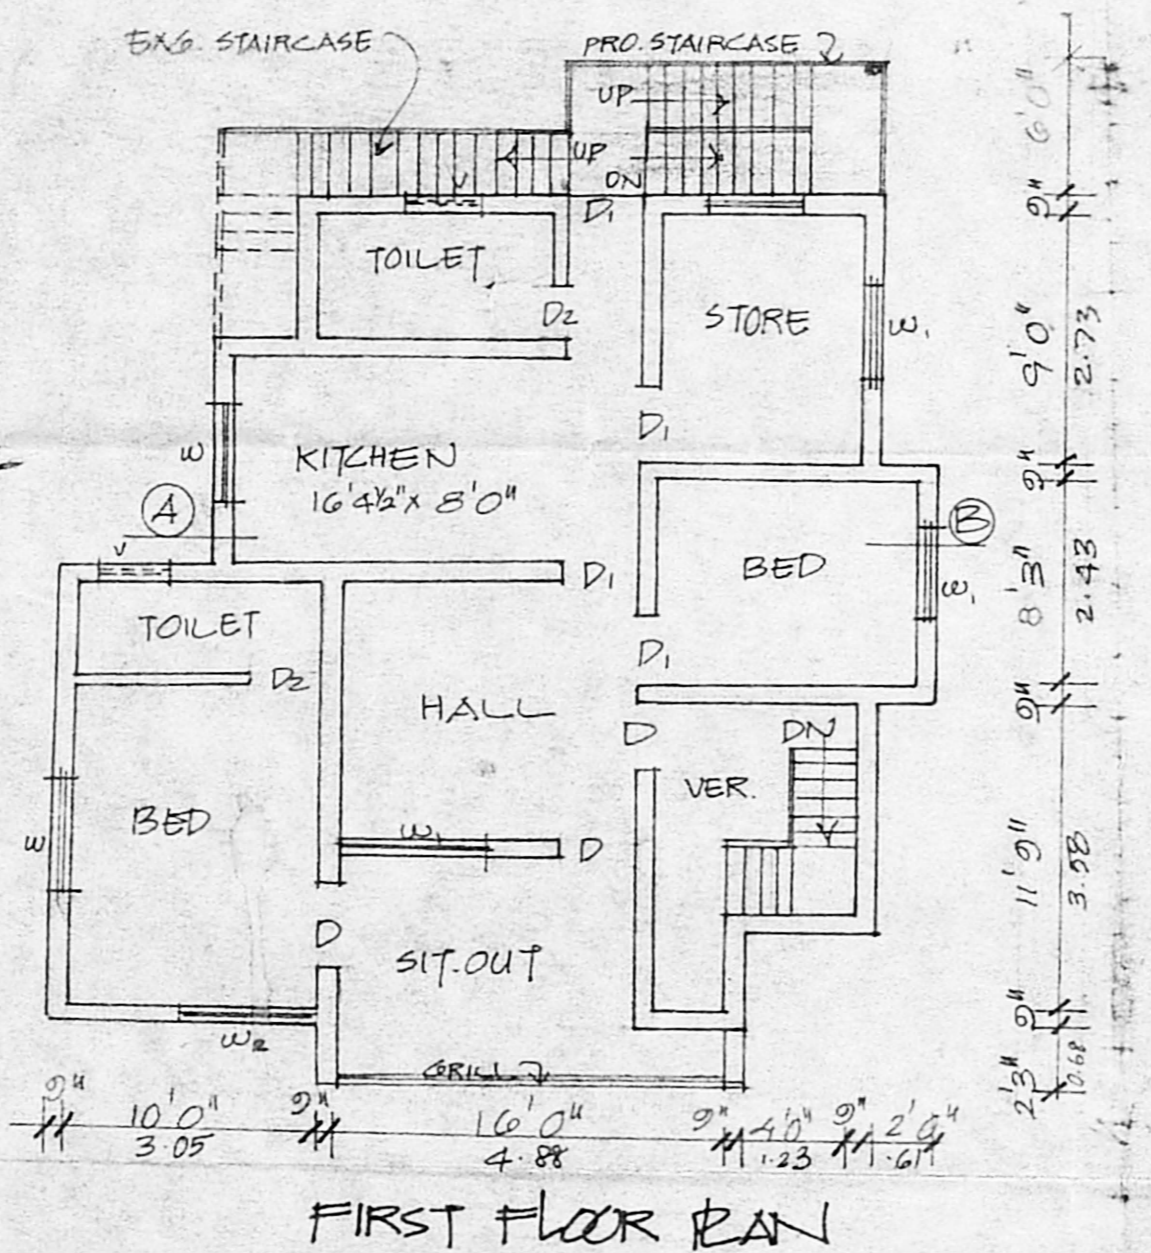 EXG. STAIRCASE
PRO. STAIRCASE
UP
UP
DN
V
D1
TOILET
D2
STORE
W1
6'0"
9"
9'0"
2.73
D1
W
KITCHEN
16'4½" x 8'0"
A
B
9"
V
D1
BED
W1
8'3"
2.43
TOILET
D2
D1
HALL
D
DN
9"
VER.
BED
W
W1
D
11'9"
3.58
D
SIT.OUT
W2
GRILL
9"
2'3"
0.68
9"
10'0"
3.05
9"
16'0"
4.88
9"
4'0"
1.23
9"
2'0"
.61
FIRST FLOOR PLAN